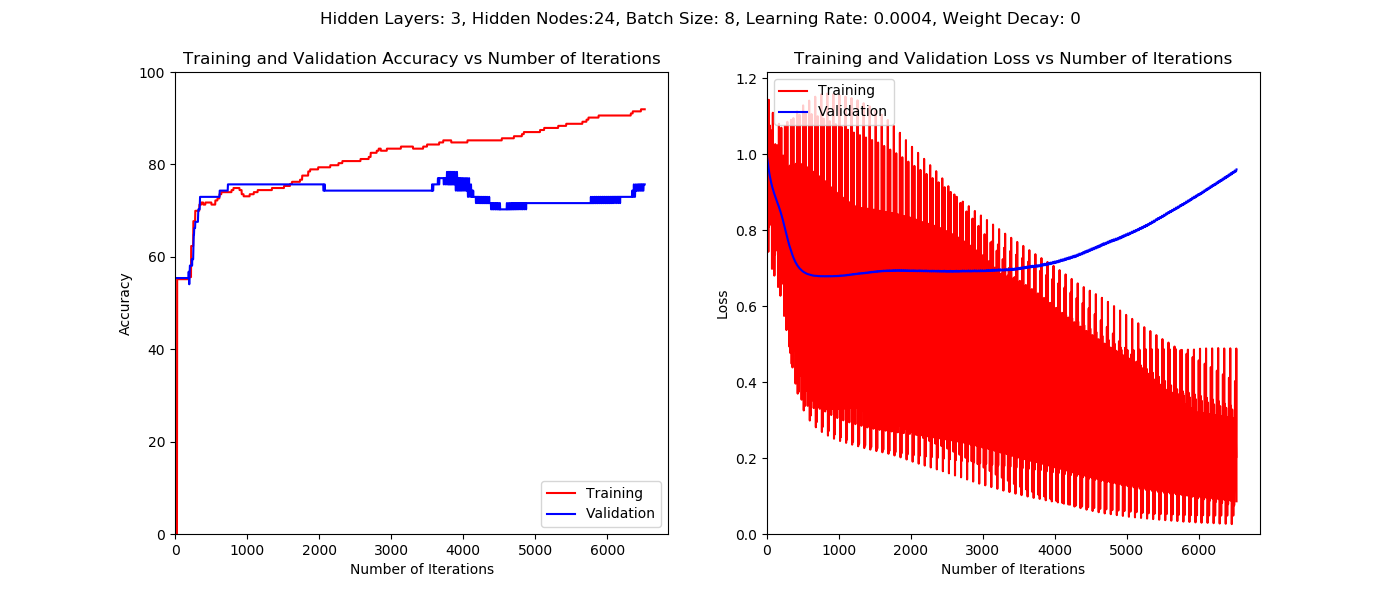 Hidden Layers: 3, Hidden Nodes:24, Batch Size: 8, Learning Rate: 0.0004, Weight Decay: 0
Training and Validation Accuracy vs Number of Iterations
100
80
60
40
20
0
Accuracy
0 1000 2000 3000 4000 5000 6000
Number of Iterations
Training
Validation
Training and Validation Loss vs Number of Iterations
1.2
1.0
0.8
0.6
0.4
0.2
0.0
Loss
0 1000 2000 3000 4000 5000 6000
Number of Iterations
Training
Validation